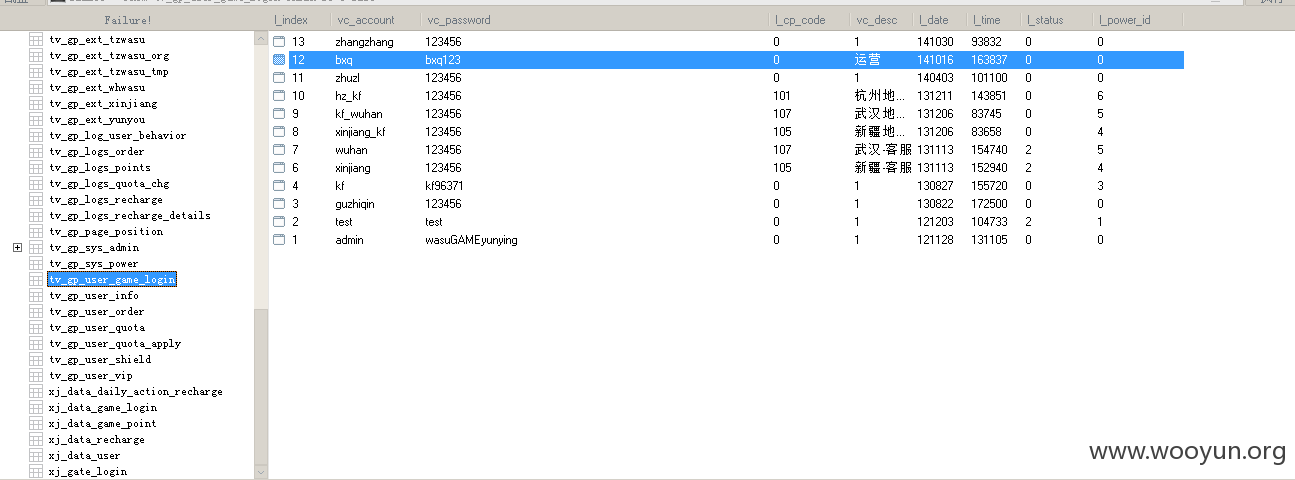 Failure!
tv_gp_ext_tzwasu
tv_gp_ext_tzwasu_org
tv_gp_ext_tzwasu_tmp
tv_gp_ext_whwasu
tv_gp_ext_xinjiang
tv_gp_ext_yunyou
tv_gp_log_user_behavior
tv_gp_logs_order
tv_gp_logs_points
tv_gp_logs_quota_chg
tv_gp_logs_recharge
tv_gp_logs_recharge_details
tv_gp_page_position
tv_gp_sys_admin
tv_gp_sys_power
tv_gp_user_game_login
tv_gp_user_info
tv_gp_user_order
tv_gp_user_quota
tv_gp_user_quota_apply
tv_gp_user_shield
tv_gp_user_vip
xj_data_daily_action_recharge
xj_data_game_login
xj_data_game_point
xj_data_recharge
xj_data_user
xj_gate_login
l_index vc_account vc_password l_cp_code vc_desc l_date l_time l_status l_power_id
13 zhangzhang 123456 0 1 141030 93832 0 0
12 bxq bxq123 0 运营 141016 163837 0 0
11 zhuzl 123456 0 1 140403 101100 0 0
10 hz_kf 123456 101 杭州地... 131211 143851 0 6
9 kf_wuhan 123456 107 武汉地... 131206 83745 0 5
8 xinjiang_kf 123456 105 新疆地... 131206 83658 0 4
7 wuhan 123456 107 武汉-客服 131113 154740 2 5
6 xinjiang 123456 105 新疆-客服 131113 152940 2 4
4 kf kf96371 0 1 130827 155720 0 3
3 guzhiqin 123456 0 1 130822 172500 0 0
2 test test 0 1 121203 104733 2 1
1 admin wasuGAMEyunying 0 1 121128 131105 0 0
www.wooyun.org